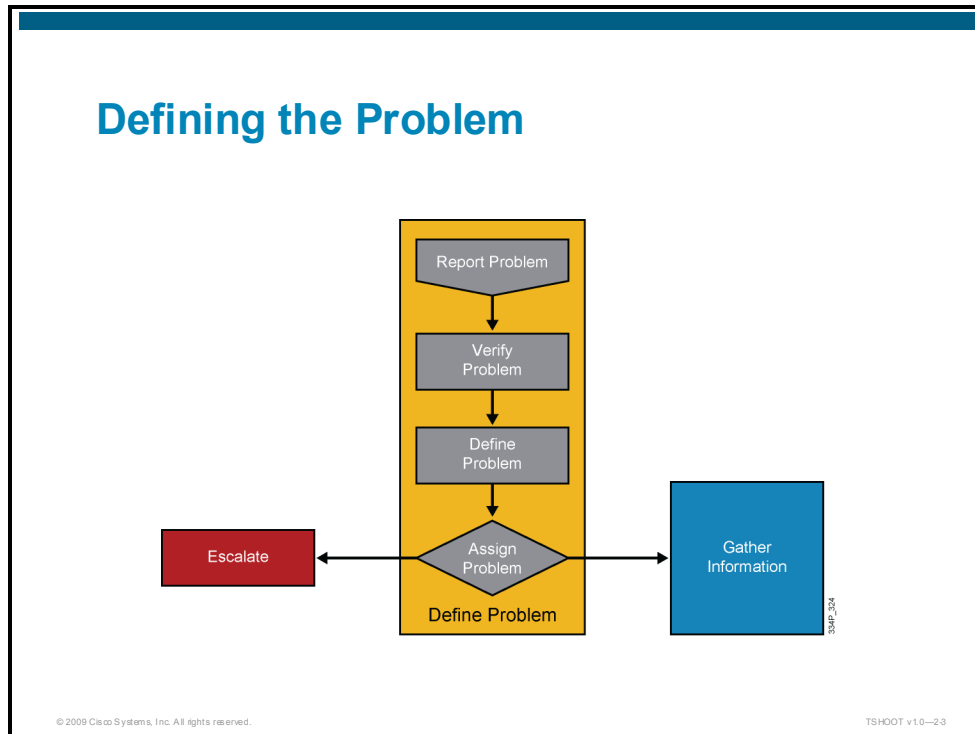 Defining the Problem
Report Problem
Verify
Problem
Define
Problem
Assign
Problem
Escalate
Gather
Information
Define Problem
334P_324
© 2009 Cisco Systems, Inc. All rights reserved.
TSHOOT v1.0—2-3